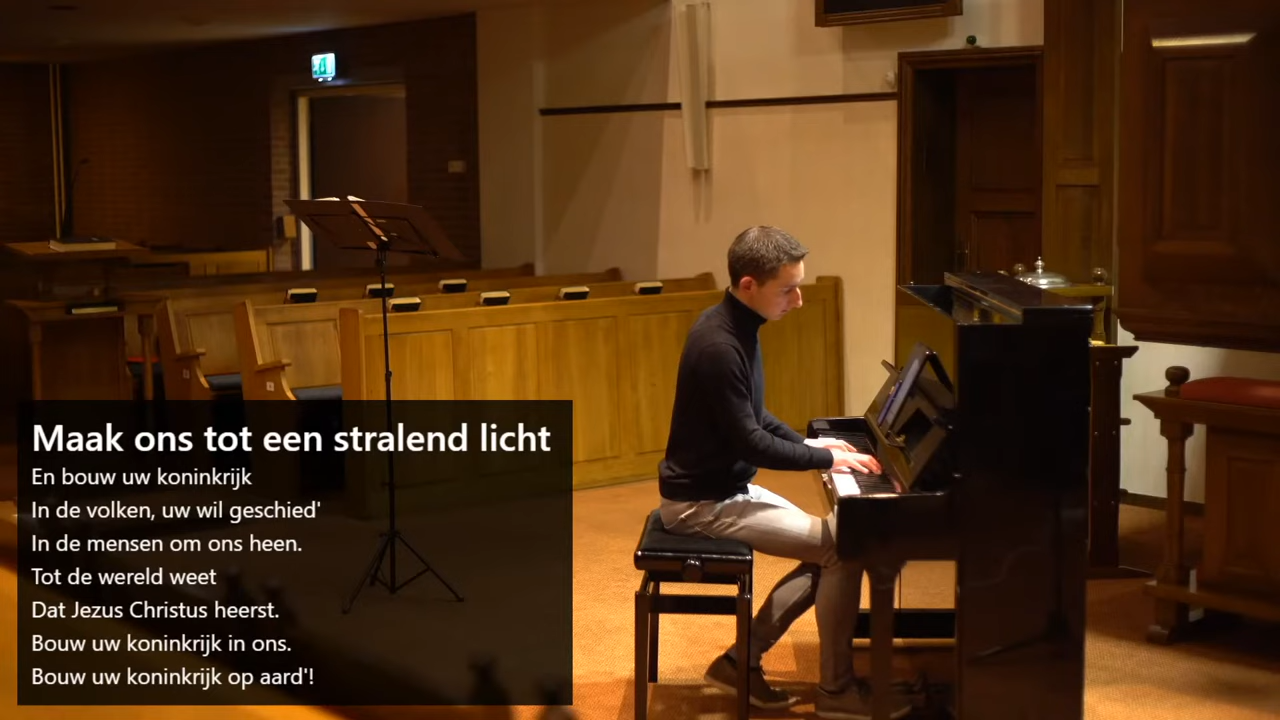 Maak ons tot een stralend licht
En bouw uw koninkrijk
In de volken, uw wil geschied'
In de mensen om ons heen.
Tot de wereld weet
Dat Jezus Christus heerst.
Bouw uw koninkrijk in ons.
Bouw uw koninkrijk op aard'!